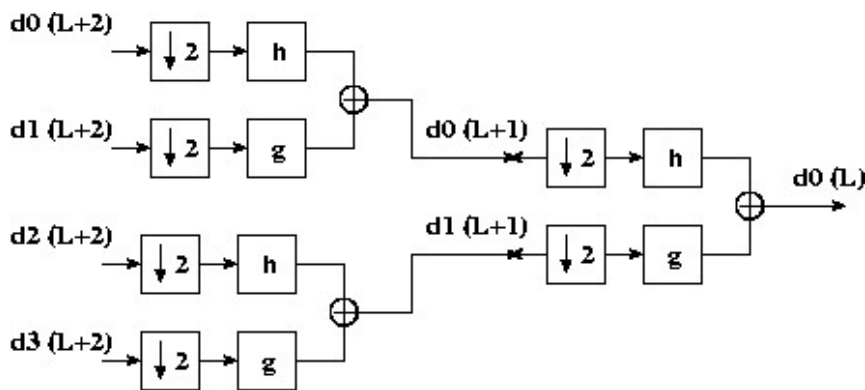 d0 (L+2)
↓ 2
h
d1 (L+2)
↓ 2
g
d0 (L+1)
↓ 2
h
d0 (L)
d2 (L+2)
↓ 2
h
d1 (L+1)
↓ 2
g
d3 (L+2)
↓ 2
g